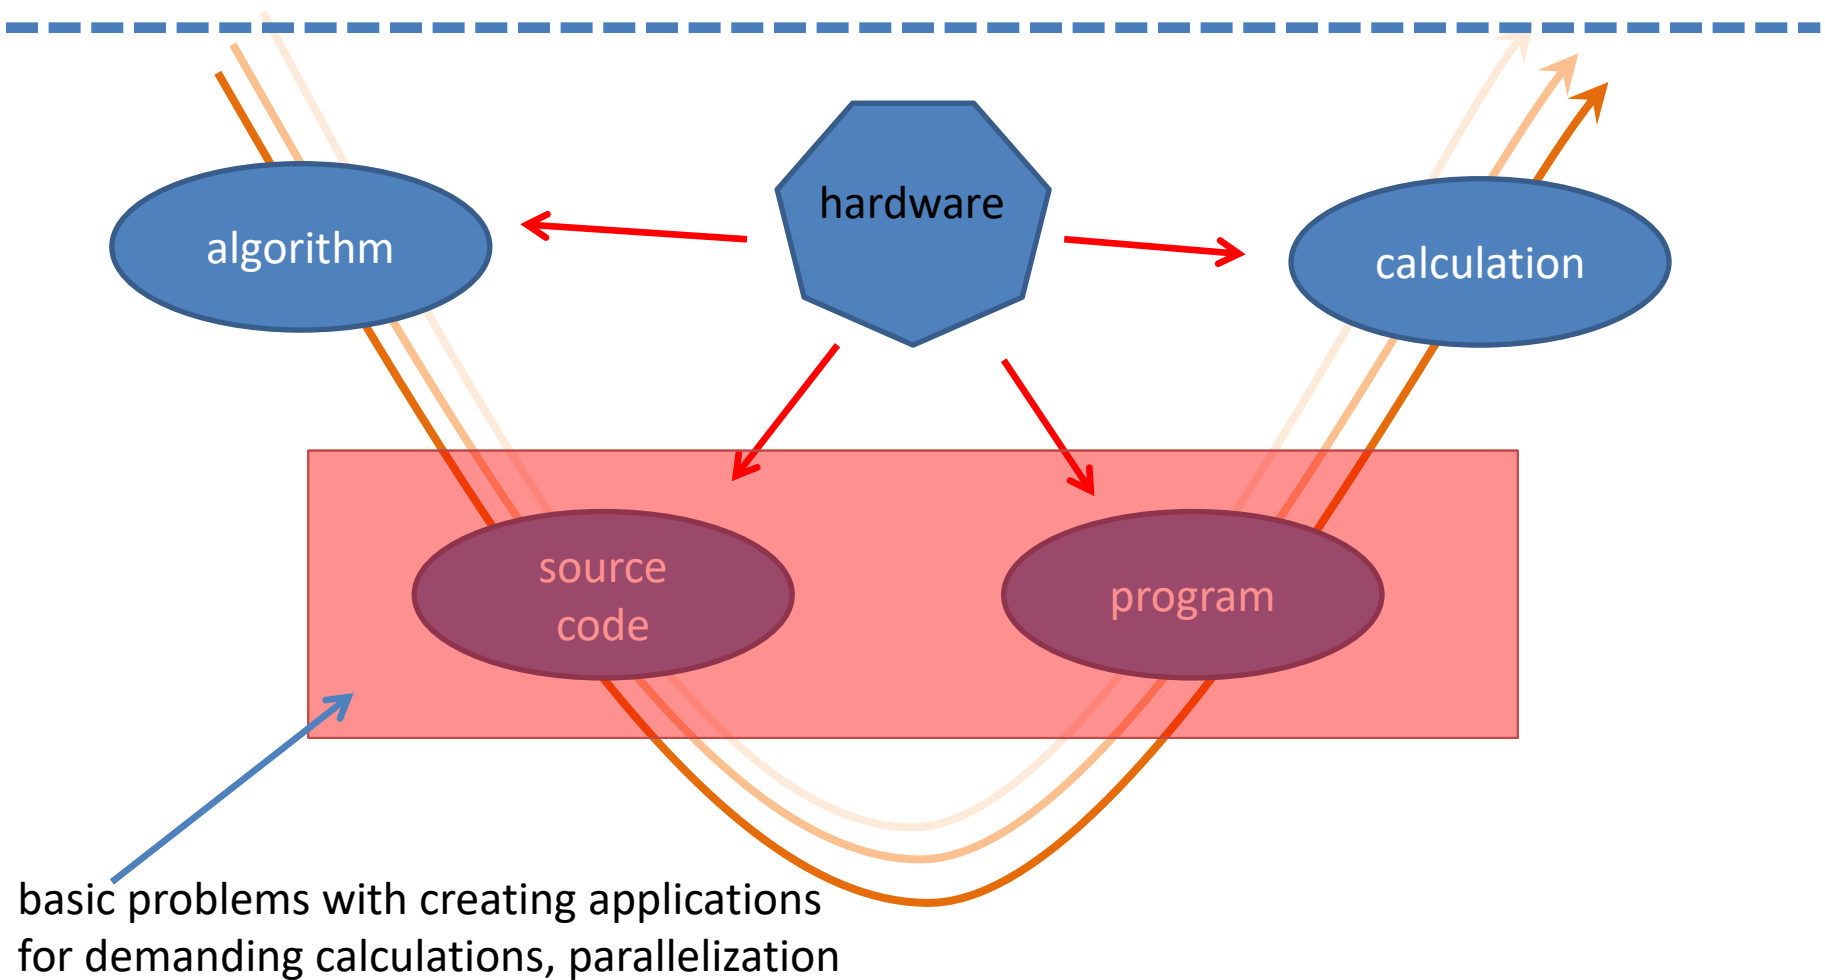 hardware
algorithm
calculation
source
code
program
basic problems with creating applications
for demanding calculations, parallelization